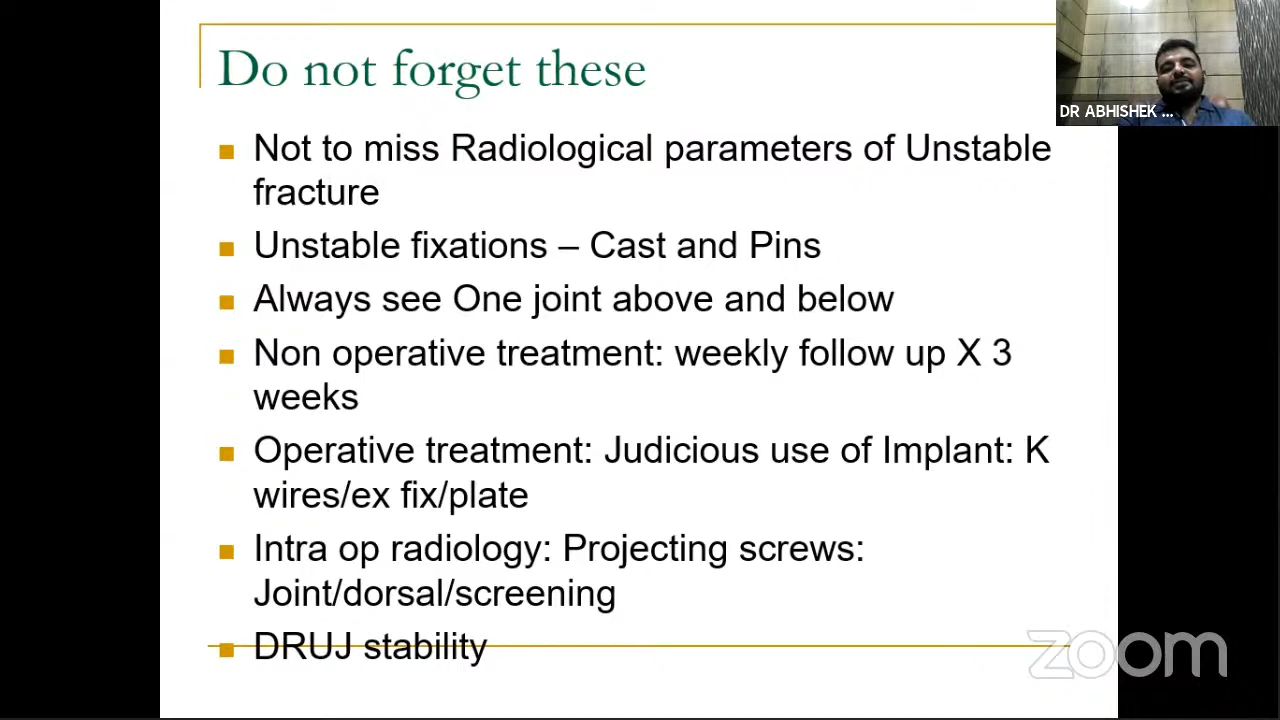 Do not forget these
DR ABHISHEK ...
Not to miss Radiological parameters of Unstable
fracture
Unstable fixations – Cast and Pins
Always see One joint above and below
Non operative treatment: weekly follow up X 3
weeks
Operative treatment: Judicious use of Implant: K
wires/ex fix/plate
Intra op radiology: Projecting screws:
Joint/dorsal/screening
DRUJ stability
zoom